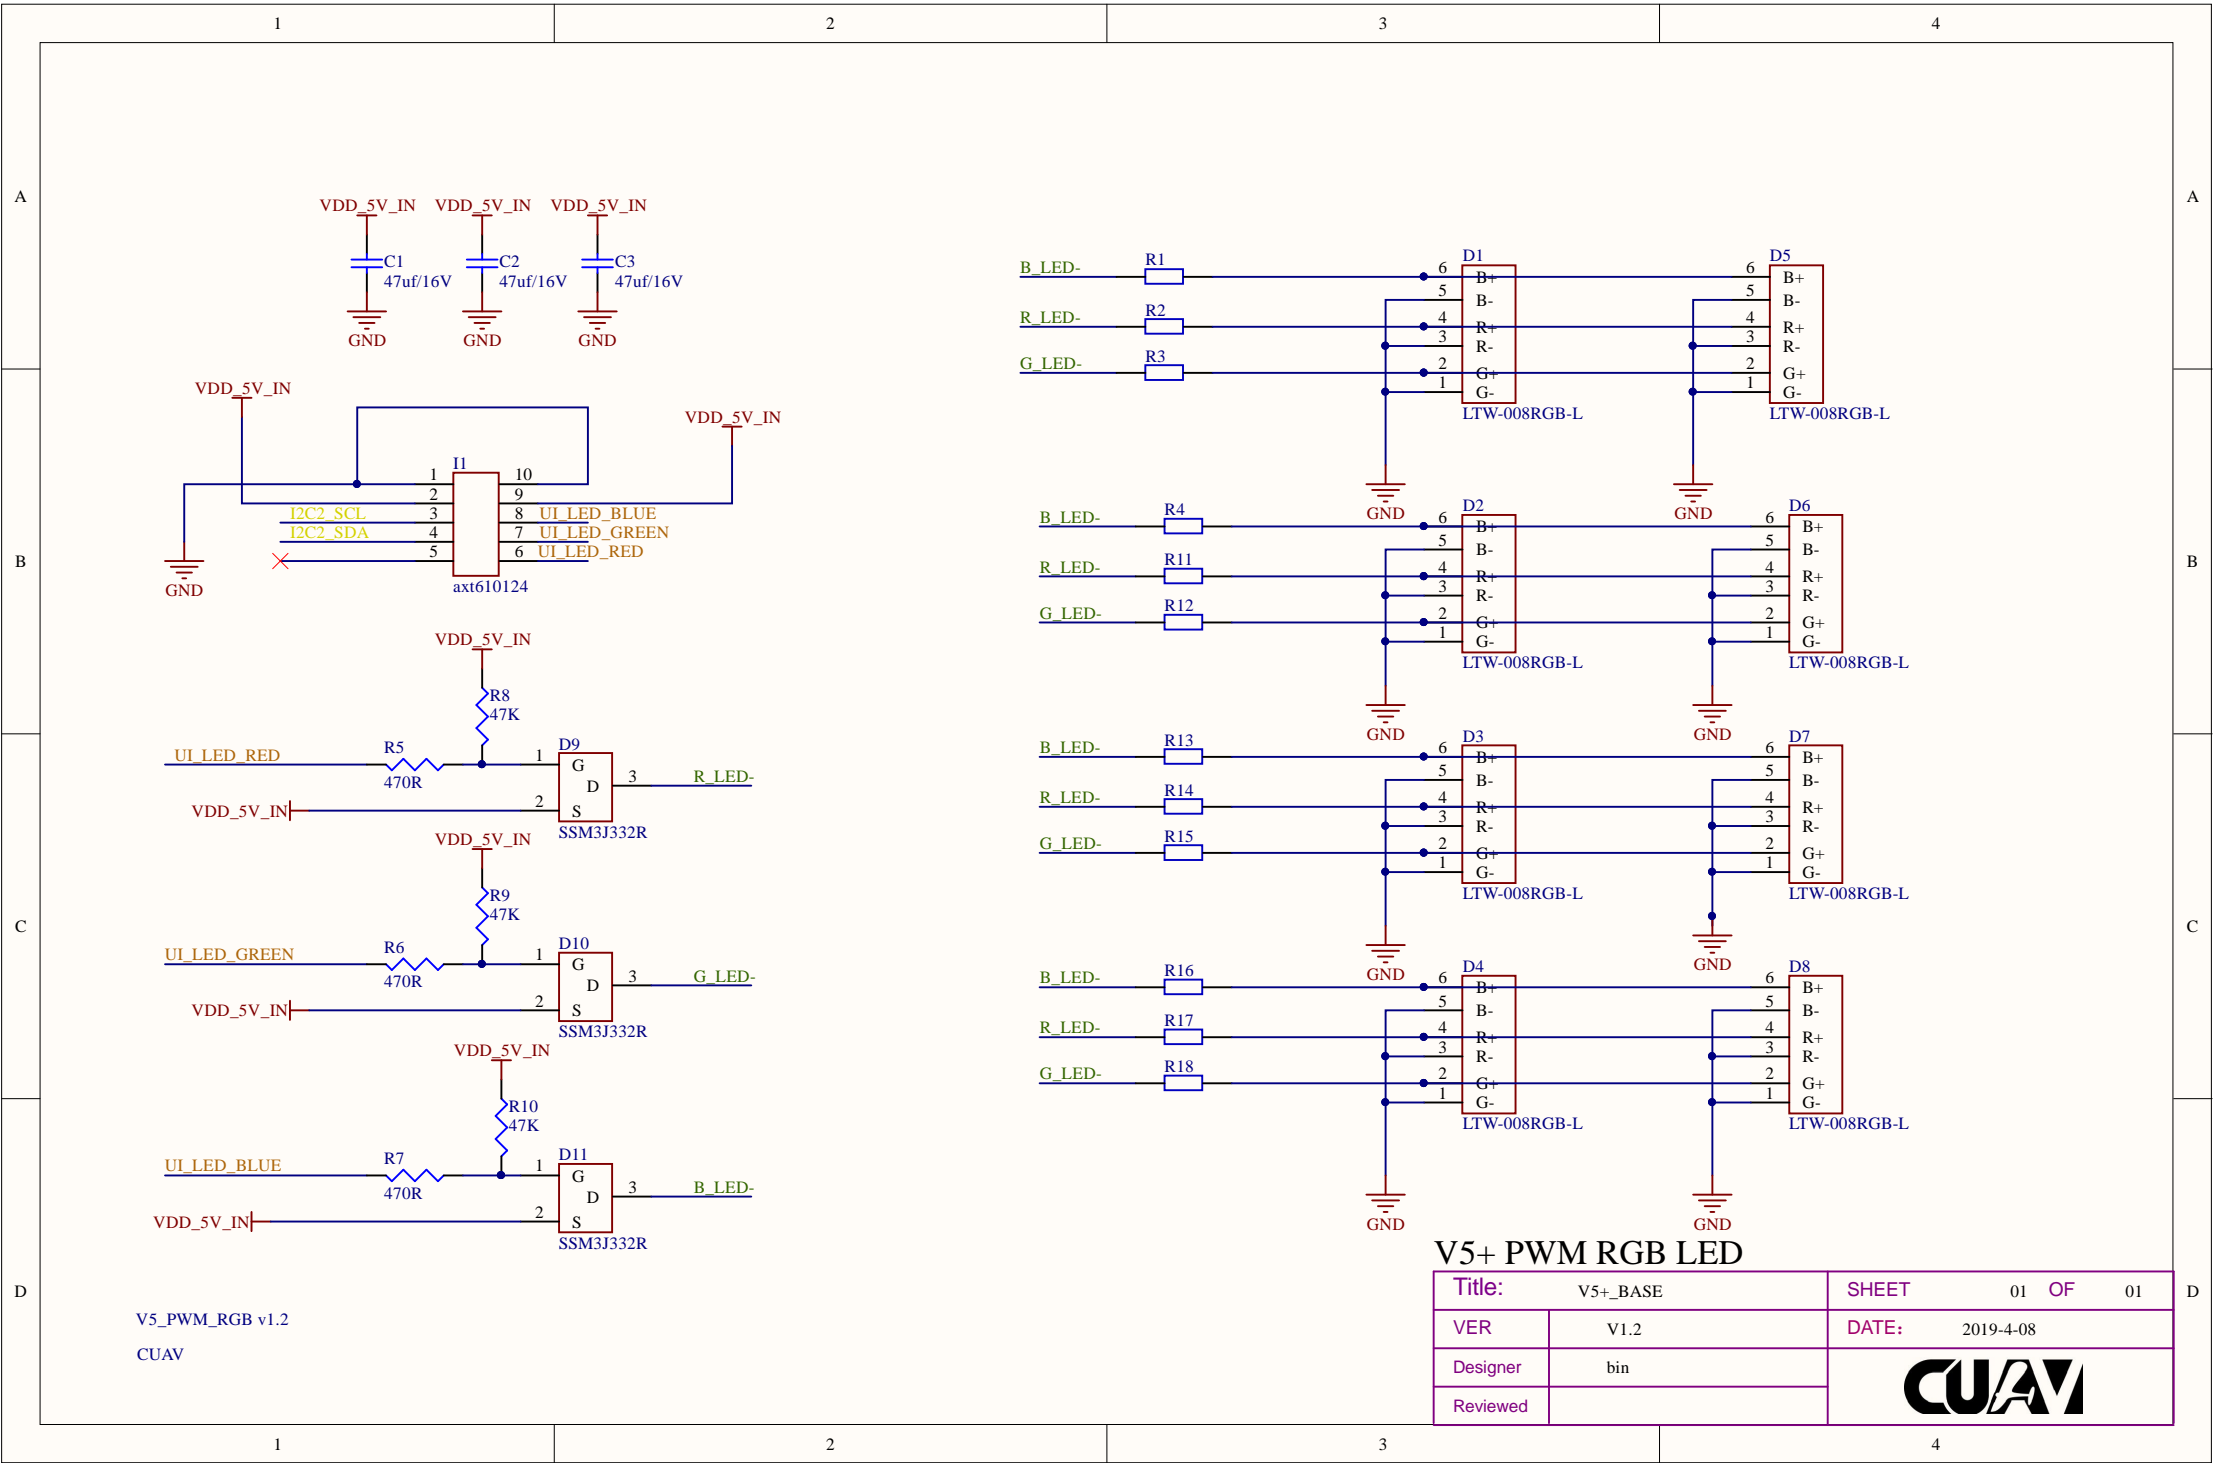 1 2 3 4
A A
B B
C C
D D
VDD_5V_IN VDD_5V_IN VDD_5V_IN
C1 C2 C3
47uf/16V 47uf/16V 47uf/16V
GND GND GND
VDD_5V_IN
VDD_5V_IN
I1
1 10
2 9
I2C2_SCL 3 8 UI_LED_BLUE
I2C2_SDA 4 7 UI_LED_GREEN
5 6 UI_LED_RED
GND
axt610124
VDD_5V_IN
R8
47K
UI_LED_RED R5 470R
D9
1 G
D 3 R_LED-
VDD_5V_IN 2 S
SSM3J332R
VDD_5V_IN
R9
47K
UI_LED_GREEN R6 470R
D10
1 G
D 3 G_LED-
VDD_5V_IN 2 S
SSM3J332R
VDD_5V_IN
R10
47K
UI_LED_BLUE R7 470R
D11
1 G
D 3 B_LED-
VDD_5V_IN 2 S
SSM3J332R
V5_PWM_RGB v1.2
CUAV
D1 D5
B_LED- R1 6 B+ 6 B+
5 B- 5 B-
R_LED- R2 4 R+ 4 R+
3 R- 3 R-
G_LED- R3 2 G+ 2 G+
1 G- 1 G-
LTW-008RGB-L LTW-008RGB-L
GND GND
D2 D6
B_LED- R4 6 B+ 6 B+
5 B- 5 B-
R_LED- R11 4 R+ 4 R+
3 R- 3 R-
G_LED- R12 2 G+ 2 G+
1 G- 1 G-
LTW-008RGB-L LTW-008RGB-L
GND GND
D3 D7
B_LED- R13 6 B+ 6 B+
5 B- 5 B-
R_LED- R14 4 R+ 4 R+
3 R- 3 R-
G_LED- R15 2 G+ 2 G+
1 G- 1 G-
LTW-008RGB-L LTW-008RGB-L
GND GND
D4 D8
B_LED- R16 6 B+ 6 B+
5 B- 5 B-
R_LED- R17 4 R+ 4 R+
3 R- 3 R-
G_LED- R18 2 G+ 2 G+
1 G- 1 G-
LTW-008RGB-L LTW-008RGB-L
GND GND
V5+ PWM RGB LED
Title: V5+_BASE SHEET 01 OF 01
VER V1.2 DATE： 2019-4-08
Designer bin
CUAV
Reviewed
1 2 3 4